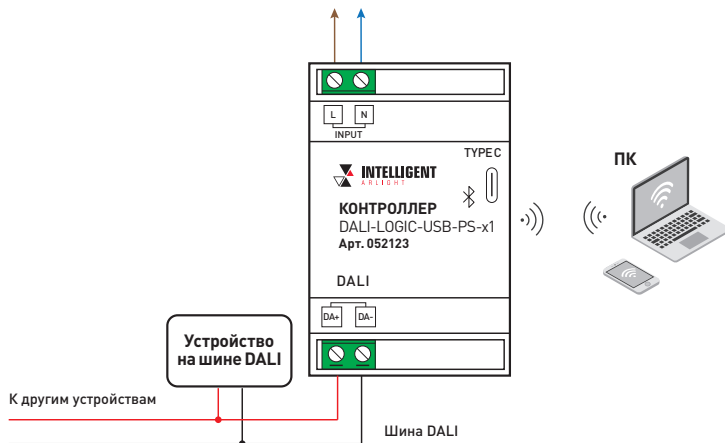 L N
INPUT
TYPE C
ПК
INTELLIGENT
ARLIGHT
КОНТРОЛЛЕР
DALI-LOGIC-USB-PS-x1
Арт. 052123
DALI
DA+ DA-
Устройство
на шине DALI
К другим устройствам
Шина DALI